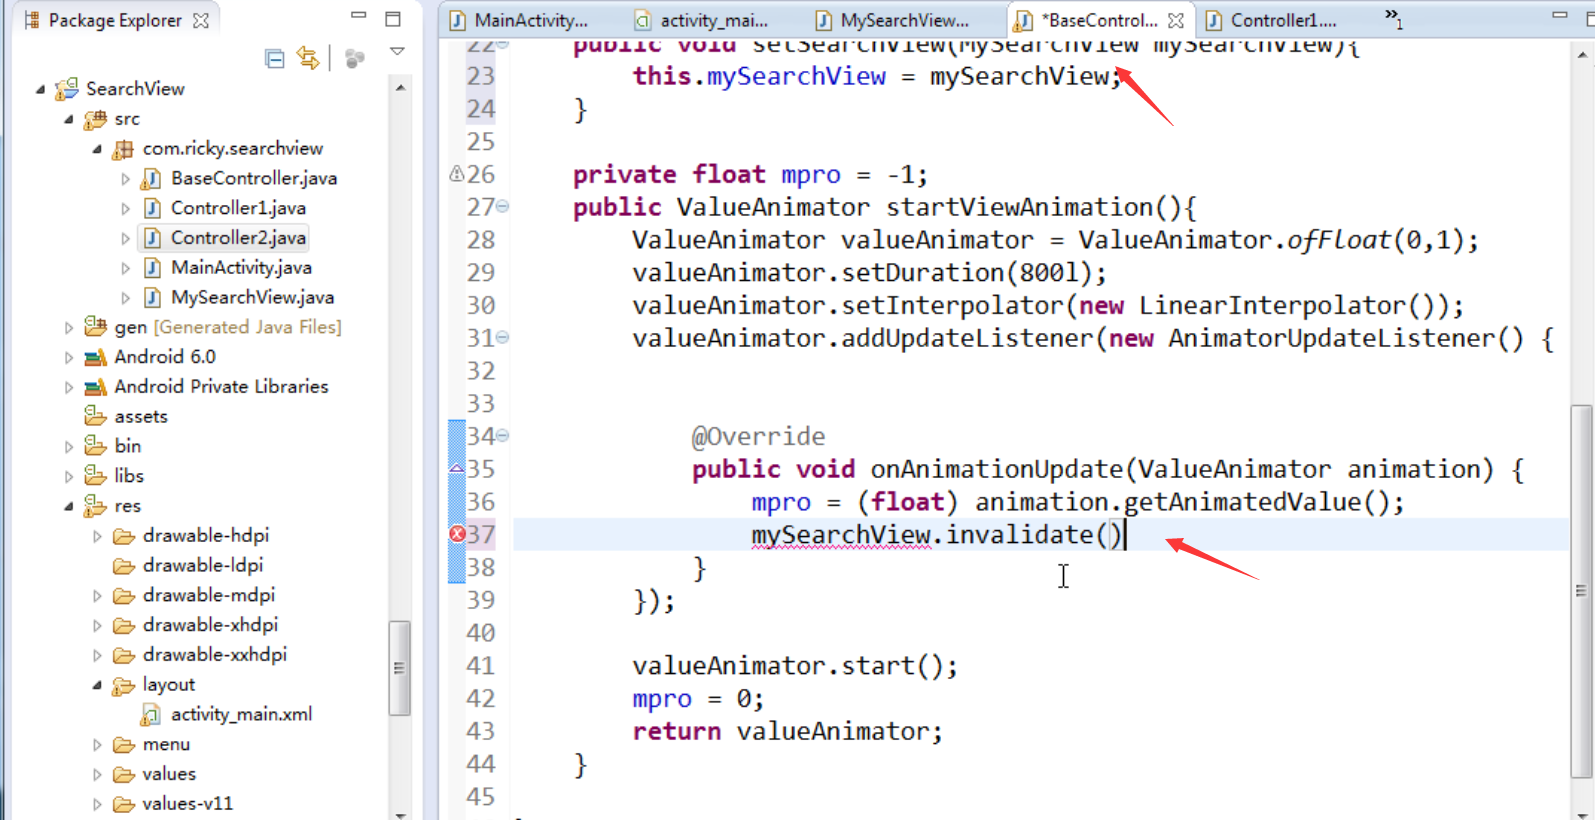 Package Explorer
SearchView
src
com.ricky.searchview
BaseController.java
Controller1.java
Controller2.java
MainActivity.java
MySearchView.java
gen [Generated Java Files]
Android 6.0
Android Private Libraries
assets
bin
libs
res
drawable-hdpi
drawable-ldpi
drawable-mdpi
drawable-xhdpi
drawable-xxhdpi
layout
activity_main.xml
menu
values
values-v11
MainActivity... activity_mai... MySearchView... *BaseControl... Controller1.... »1
22 public void setSearchView(MySearchView mySearchView){
23 this.mySearchView = mySearchView;
24 }
25
26 private float mpro = -1;
27 public ValueAnimator startViewAnimation(){
28 ValueAnimator valueAnimator = ValueAnimator.ofFloat(0,1);
29 valueAnimator.setDuration(800l);
30 valueAnimator.setInterpolator(new LinearInterpolator());
31 valueAnimator.addUpdateListener(new AnimatorUpdateListener() {
32
33
34 @Override
35 public void onAnimationUpdate(ValueAnimator animation) {
36 mpro = (float) animation.getAnimatedValue();
37 mySearchView.invalidate()
38 }
39 });
40
41 valueAnimator.start();
42 mpro = 0;
43 return valueAnimator;
44 }
45